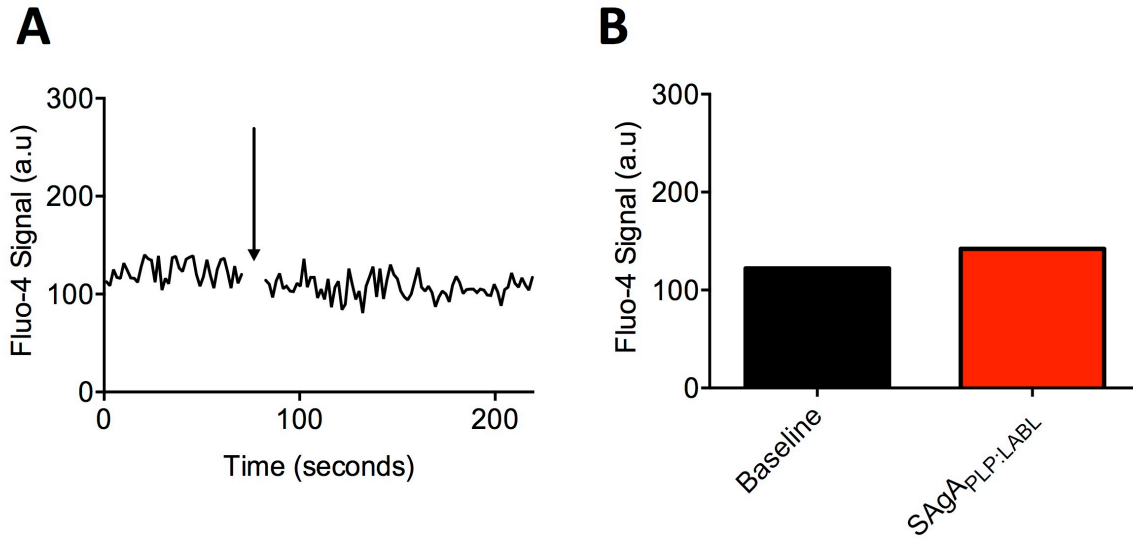 A
300
200
100
0
Fluo-4 Signal (a.u)
0 100 200
Time (seconds)
B
300
200
100
0
Fluo-4 Signal (a.u)
Baseline
SAgAPLP:LABL